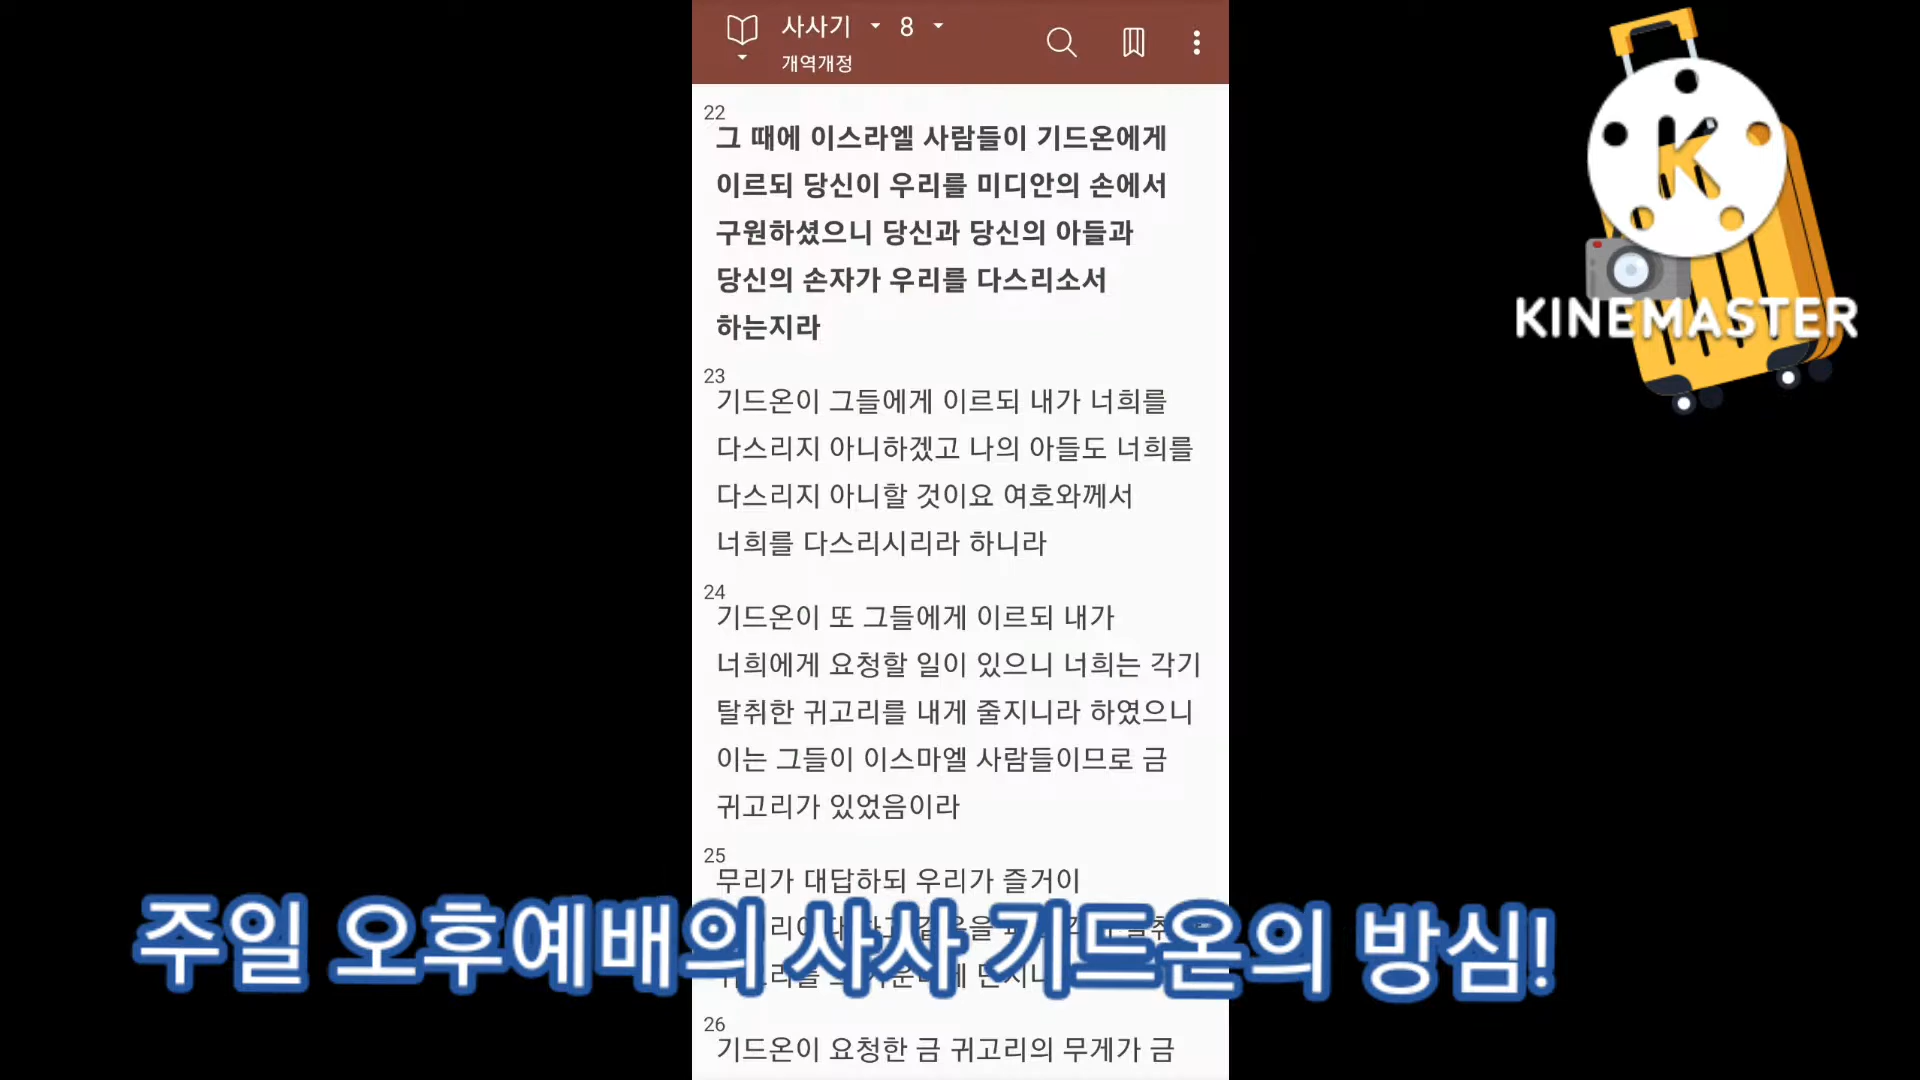 사사기 8
개역개정
22
그 때에 이스라엘 사람들이 기드온에게
이르되 당신이 우리를 미디안의 손에서
구원하셨으니 당신과 당신의 아들과
당신의 손자가 우리를 다스리소서
하는지라
23
기드온이 그들에게 이르되 내가 너희를
다스리지 아니하겠고 나의 아들도 너희를
다스리지 아니할 것이요 여호와께서
너희를 다스리시리라 하니라
24
기드온이 또 그들에게 이르되 내가
너희에게 요청할 일이 있으니 너희는 각기
탈취한 귀고리를 내게 줄지니라 하였으니
이는 그들이 이스마엘 사람들이므로 금
귀고리가 있었음이라
25
무리가 대답하되 우리가 즐거이
주일 오후예배의 사사 기드온의 방심!
26
기드온이 요청한 금 귀고리의 무게가 금
K
KINEMASTER